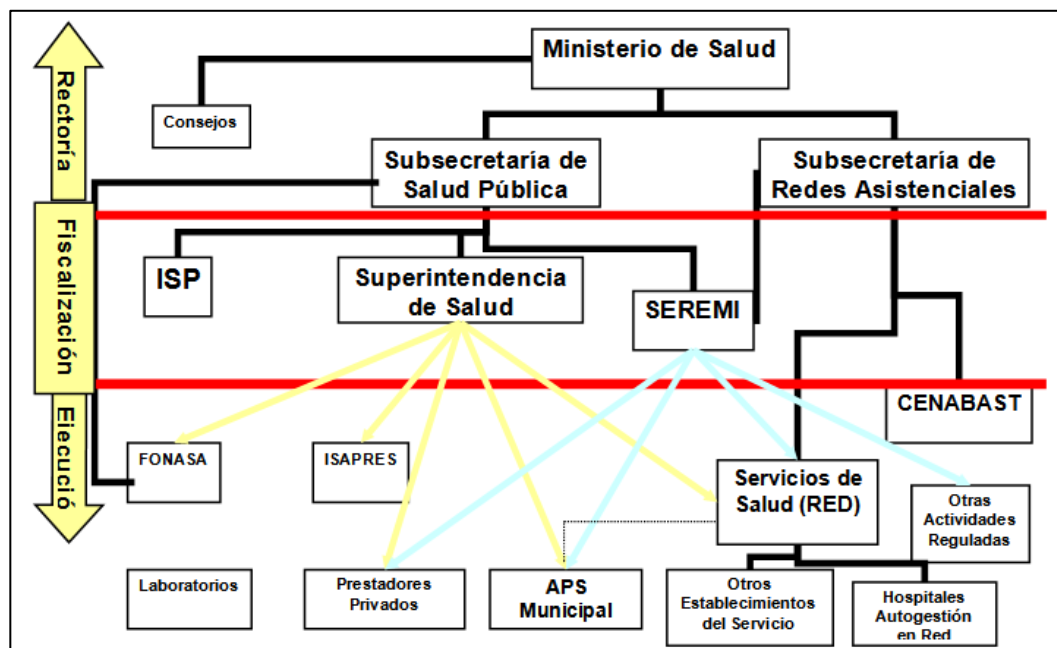 Ministerio de Salud
Rectoría
Consejos
Subsecretaría de
Salud Pública
Subsecretaría de
Redes Asistenciales
Fiscalización
ISP
Superintendencia
de Salud
SEREMI
CENABAST
Ejecució
FONASA
ISAPRES
Servicios de
Salud (RED)
Otras
Actividades
Reguladas
Laboratorios
Prestadores
Privados
APS
Municipal
Otros
Establecimientos
del Servicio
Hospitales
Autogestión
en Red